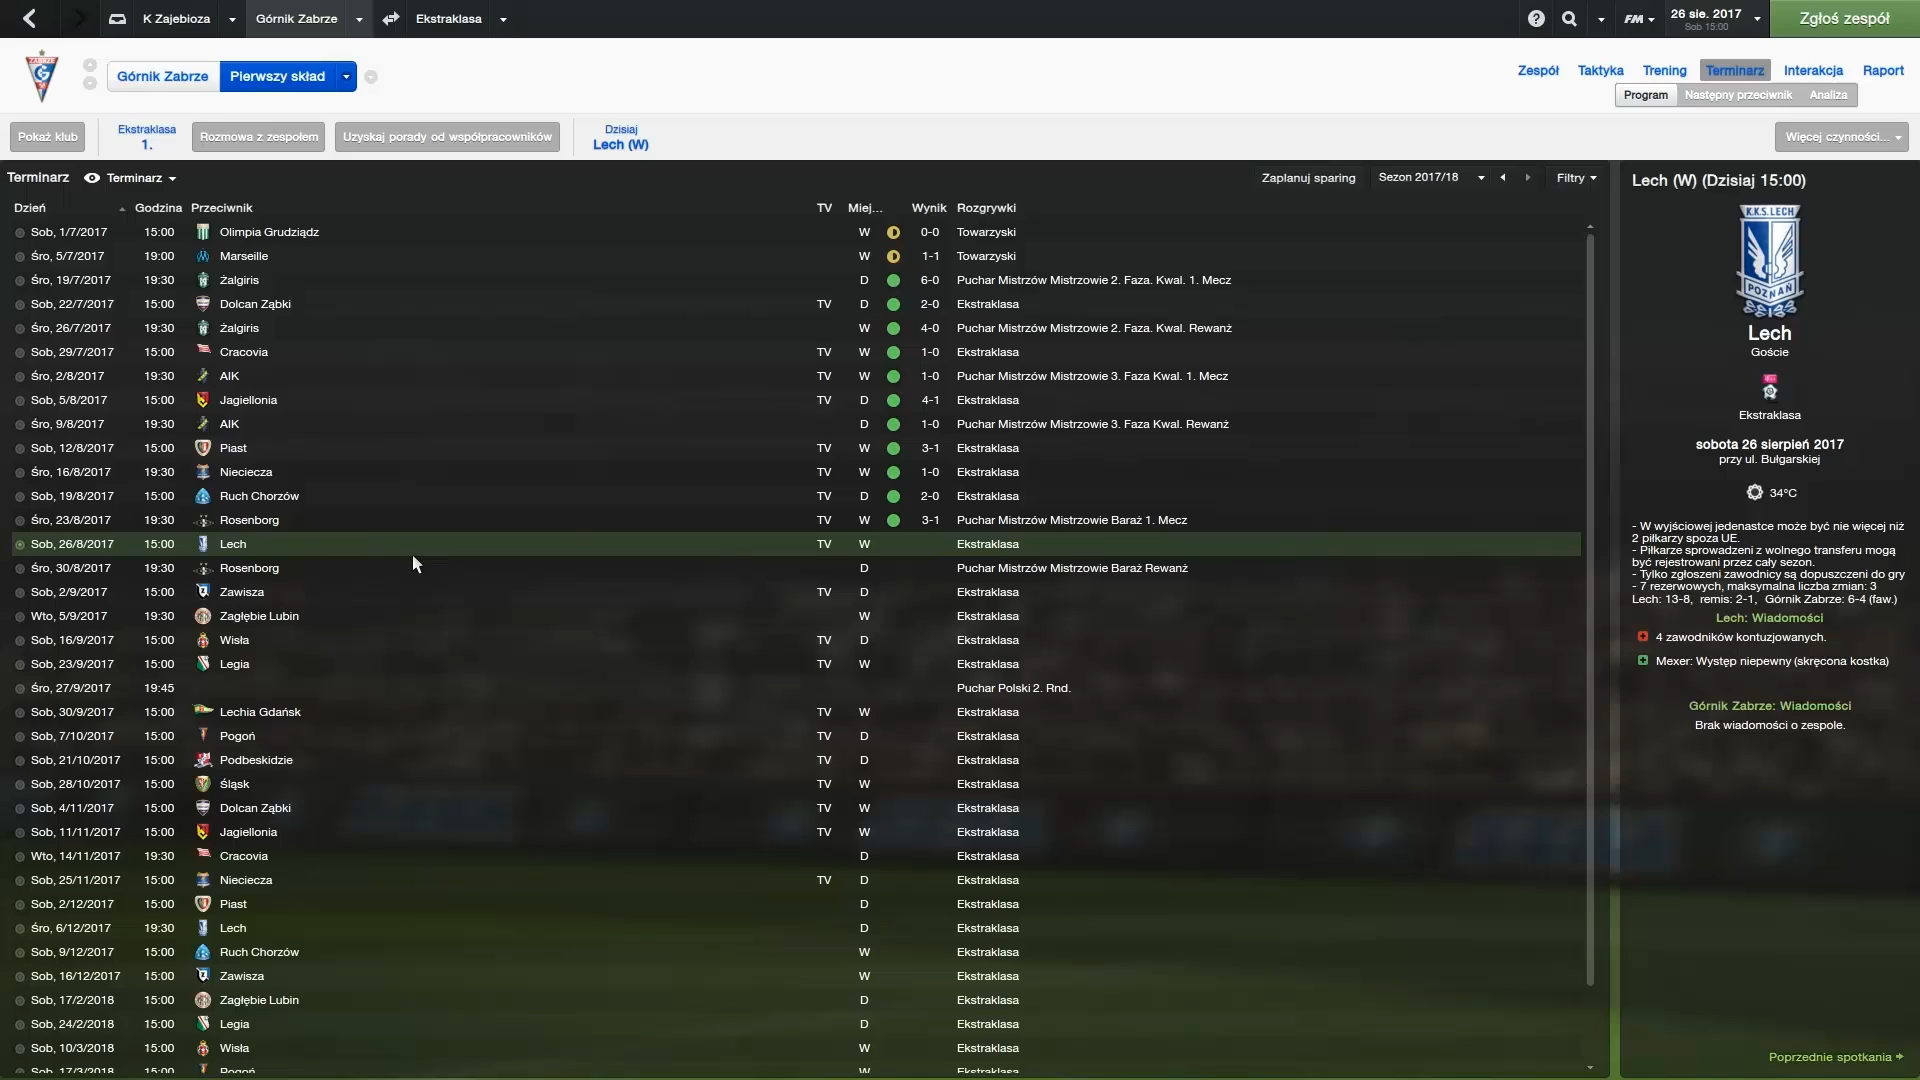 K Zajebioza Górnik Zabrze Ekstraklasa FM 26 sie. 2017 Zgłoś zespół
Sob 15:00
Górnik Zabrze Pierwszy skład Zespół Taktyka Trening Terminarz Interakcja Raport
Program Następny przeciwnik Analiza
Pokaż klub Ekstraklasa Rozmowa z zespołem Uzyskaj porady od współpracowników Dzisiaj Więcej czynności...
1. Lech (W)
Terminarz Terminarz Zaplanuj sparing Sezon 2017/18 Filtry
Dzień Godzina Przeciwnik TV Miej... Wynik Rozgrywki
Sob, 1/7/2017 15:00 Olimpia Grudziądz W 0-0 Towarzyski
Śro, 5/7/2017 19:00 Marseille W 1-1 Towarzyski
Śro, 19/7/2017 19:30 Żalgiris D 6-0 Puchar Mistrzów Mistrzowie 2. Faza. Kwal. 1. Mecz
Sob, 22/7/2017 15:00 Dolcan Ząbki TV D 2-0 Ekstraklasa
Śro, 26/7/2017 19:30 Żalgiris W 4-0 Puchar Mistrzów Mistrzowie 2. Faza. Kwal. Rewanż
Sob, 29/7/2017 15:00 Cracovia TV W 1-0 Ekstraklasa
Śro, 2/8/2017 19:30 AIK TV W 1-0 Puchar Mistrzów Mistrzowie 3. Faza Kwal. 1. Mecz
Sob, 5/8/2017 15:00 Jagiellonia TV D 4-1 Ekstraklasa
Śro, 9/8/2017 19:30 AIK D 1-0 Puchar Mistrzów Mistrzowie 3. Faza Kwal. Rewanż
Sob, 12/8/2017 15:00 Piast TV W 3-1 Ekstraklasa
Śro, 16/8/2017 19:30 Nieciecza TV W 1-0 Ekstraklasa
Sob, 19/8/2017 15:00 Ruch Chorzów TV D 2-0 Ekstraklasa
Śro, 23/8/2017 19:30 Rosenborg TV W 3-1 Puchar Mistrzów Mistrzowie Baraż 1. Mecz
Sob, 26/8/2017 15:00 Lech TV W Ekstraklasa
Śro, 30/8/2017 19:30 Rosenborg D Puchar Mistrzów Mistrzowie Baraż Rewanż
Sob, 2/9/2017 15:00 Zawisza TV D Ekstraklasa
Wto, 5/9/2017 19:30 Zagłębie Lubin W Ekstraklasa
Sob, 16/9/2017 15:00 Wisła TV D Ekstraklasa
Sob, 23/9/2017 15:00 Legia TV W Ekstraklasa
Śro, 27/9/2017 19:45 Puchar Polski 2. Rnd.
Sob, 30/9/2017 15:00 Lechia Gdańsk TV W Ekstraklasa
Sob, 7/10/2017 15:00 Pogoń TV D Ekstraklasa
Sob, 21/10/2017 15:00 Podbeskidzie TV D Ekstraklasa
Sob, 28/10/2017 15:00 Śląsk TV W Ekstraklasa
Sob, 4/11/2017 15:00 Dolcan Ząbki TV W Ekstraklasa
Sob, 11/11/2017 15:00 Jagiellonia TV W Ekstraklasa
Wto, 14/11/2017 19:30 Cracovia D Ekstraklasa
Sob, 25/11/2017 15:00 Nieciecza TV D Ekstraklasa
Sob, 2/12/2017 15:00 Piast D Ekstraklasa
Śro, 6/12/2017 19:30 Lech D Ekstraklasa
Sob, 9/12/2017 15:00 Ruch Chorzów W Ekstraklasa
Sob, 16/12/2017 15:00 Zawisza W Ekstraklasa
Sob, 17/2/2018 15:00 Zagłębie Lubin D Ekstraklasa
Sob, 24/2/2018 15:00 Legia D Ekstraklasa
Sob, 10/3/2018 15:00 Wisła W Ekstraklasa
Sob, 17/3/2018 15:00 Pogoń W Ekstraklasa
Lech (W) (Dzisiaj 15:00)
K.K.S. LECH
POZNAŃ
Lech
Goście
Ekstraklasa
sobota 26 sierpień 2017
przy ul. Bułgarskiej
34°C
- W wyjściowej jedenastce może być nie więcej niż
2 piłkarzy spoza UE.
- Piłkarze sprowadzeni z wolnego transferu mogą
być rejestrowani przez cały sezon.
- Tylko zgłoszeni zawodnicy są dopuszczeni do gry
- 7 rezerwowych, maksymalna liczba zmian: 3
Lech: 13-8, remis: 2-1, Górnik Zabrze: 6-4 (faw.)
Lech: Wiadomości
4 zawodników kontuzjowanych.
Mexer: Występ niepewny (skręcona kostka)
Górnik Zabrze: Wiadomości
Brak wiadomości o zespole.
Poprzednie spotkania